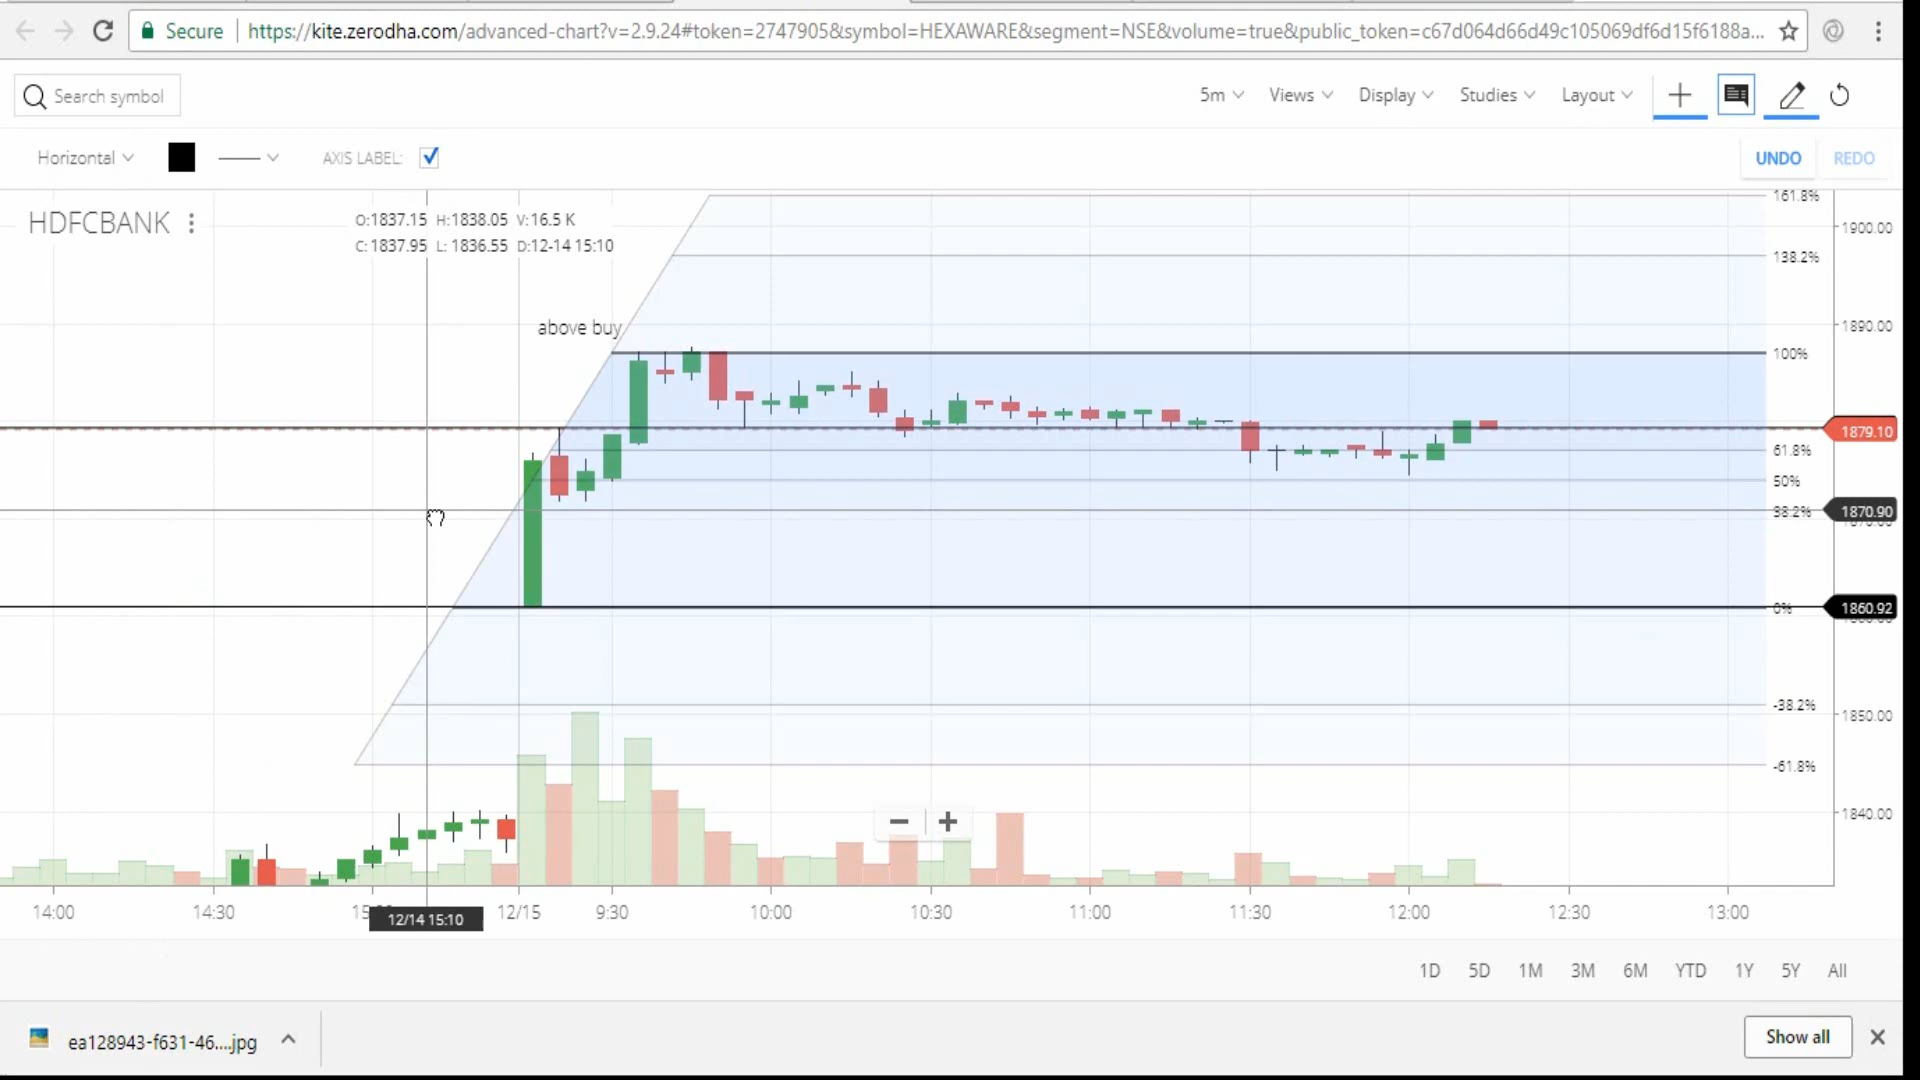 Secure https://kite.zerodha.com/advanced-chart?v=2.9.24#token=2747905&symbol=HEXAWARE&segment=NSE&volume=true&public_token=c67d064d66d49c105069df6d15f6188a...
Search symbol 5m Views Display Studies Layout
Horizontal AXIS LABEL: UNDO REDO
HDFCBANK O:1837.15 H:1838.05 V:16.5 K
C:1837.95 L:1836.55 D:12-14 15:10
161.8%
1900.00
138.2%
above buy 1890.00
100%
1879.10
61.8%
50%
38.2% 1870.90
0% 1860.92
-38.2%
1850.00
-61.8%
1840.00
14:00 14:30 12/14 15:10 12/15 9:30 10:00 10:30 11:00 11:30 12:00 12:30 13:00
1D 5D 1M 3M 6M YTD 1Y 5Y All
ea128943-f631-46....jpg Show all